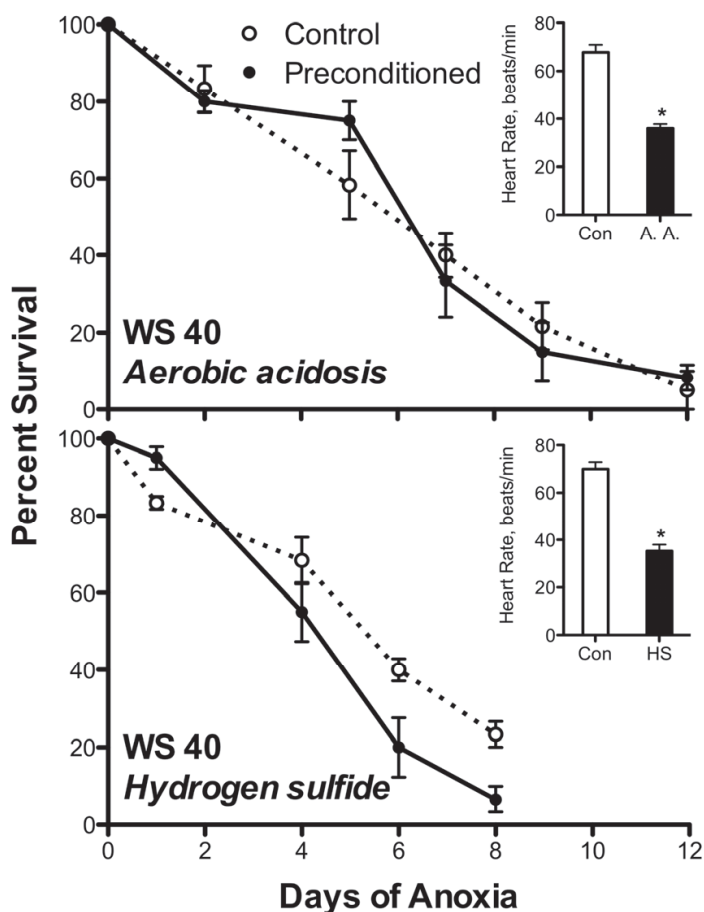 Control
Preconditioned
100
80
60
40
20
0
WS 40
Aerobic acidosis
Heart Rate, beats/min
80
60
40
20
0
*
Con
A. A.
Percent Survival
100
80
60
40
20
0
WS 40
Hydrogen sulfide
Heart Rate, beats/min
80
60
40
20
0
*
Con
HS
0 2 4 6 8 10 12
Days of Anoxia